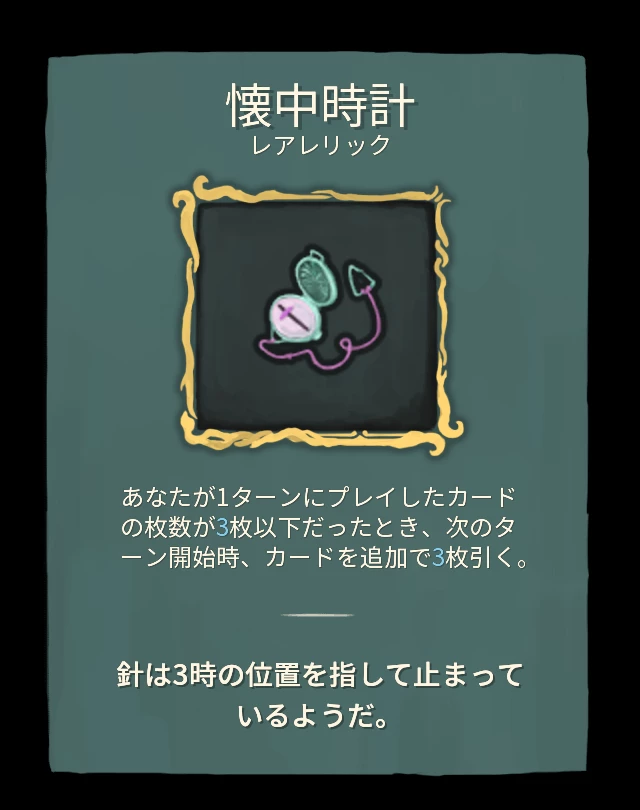 懐中時計
レアレリック
あなたが1ターンにプレイしたカード
の枚数が3枚以下だったとき、次のタ
ーン開始時、カードを追加で3枚引く。
針は3時の位置を指して止まって
いるようだ。